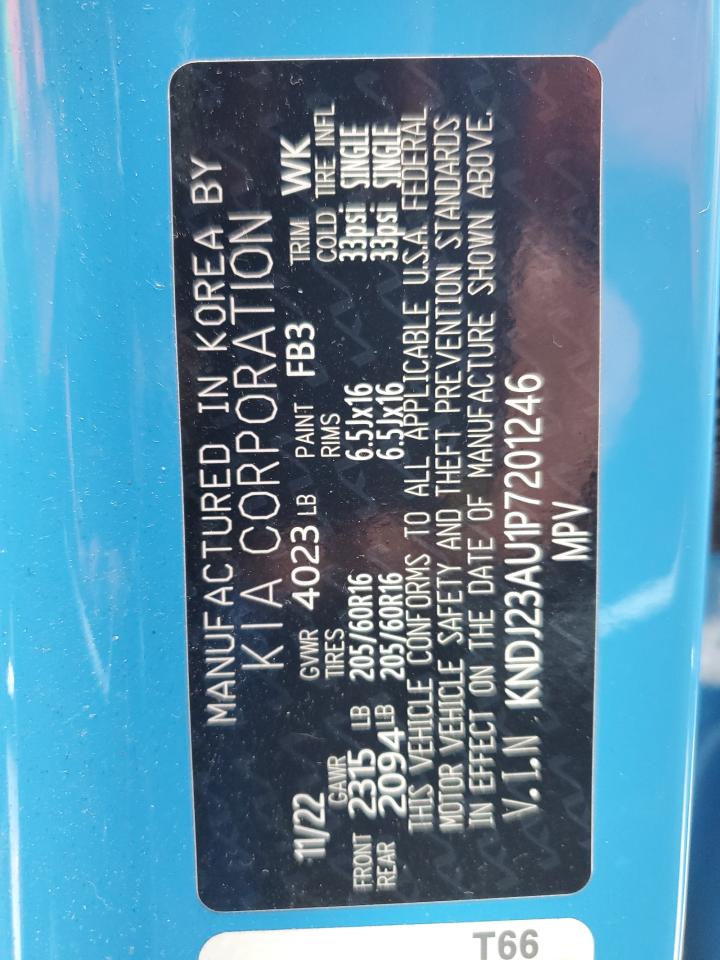 MANUFACTURED IN KOREA BY
KIA CORPORATION
11/22 GVWR 4023 LB PAINT FB3 TRIM WK
GAWR TIRES RIMS COLD TIRE INFL
FRONT 2315 LB 205/60R16 6.5Jx16 33psi SINGLE
REAR 2094 LB 205/60R16 6.5Jx16 33psi SINGLE
THIS VEHICLE CONFORMS TO ALL APPLICABLE U.S.A. FEDERAL
MOTOR VEHICLE SAFETY AND THEFT PREVENTION STANDARDS
IN EFFECT ON THE DATE OF MANUFACTURE SHOWN ABOVE.
V.I.N KNDJ23AU1P7201246
MPV
T66